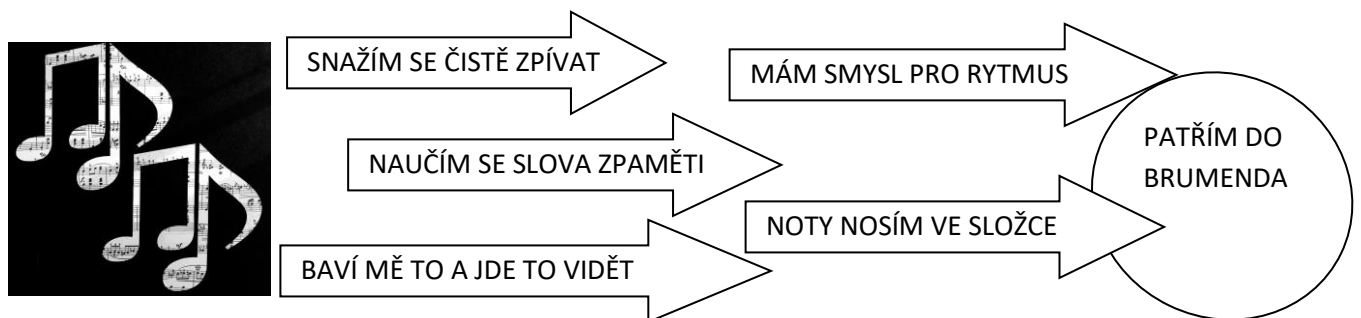 SNAŽÍM SE ČISTĚ ZPÍVAT
MÁM SMYSL PRO RYTMUS
NAUČÍM SE SLOVA ZPAMĚTI
NOTY NOSÍM VE SLOŽCE
BAVÍ MĚ TO A JDE TO VIDĚT
PATŘÍM DO
BRUMENDA